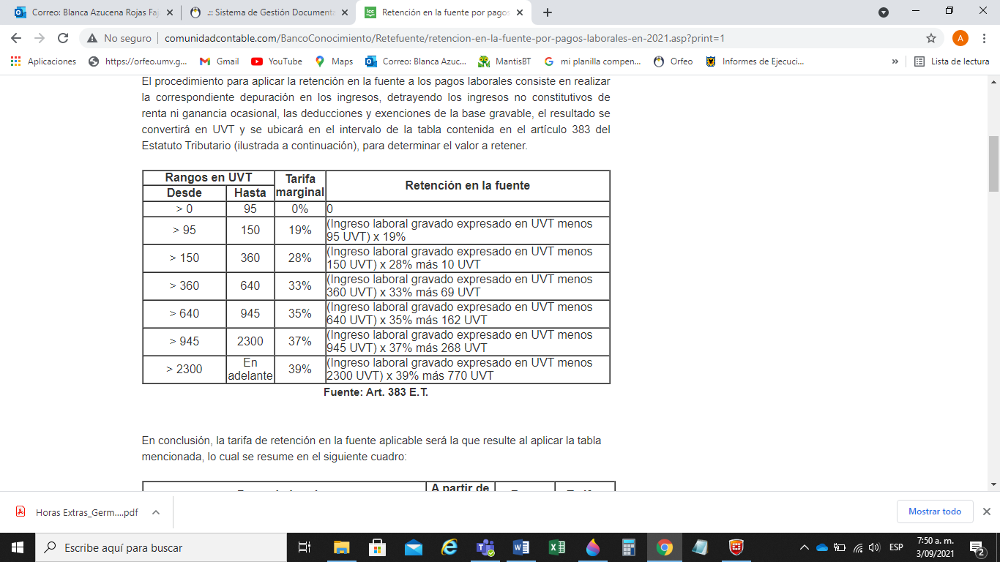 Correo: Blanca Azucena Rojas Faj
.:: Sistema de Gestión Documenta
Retención en la fuente por pagos
No seguro
comunidadcontable.com/BancoConocimiento/Retefuente/retencion-en-la-fuente-por-pagos-laborales-en-2021.asp?print=1
A
Aplicaciones
https://orfeo.umv.g...
Gmail
YouTube
Maps
Correo: Blanca Azuc...
MantisBT
mi planilla compen...
Orfeo
Informes de Ejecuci...
»
Lista de lectura
El procedimiento para aplicar la retención en la fuente a los pagos laborales consiste en realizar
la correspondiente depuración en los ingresos, detrayendo los ingresos no constitutivos de
renta ni ganancia ocasional, las deducciones y exenciones de la base gravable, el resultado se
convertirá en UVT y se ubicará en el intervalo de la tabla contenida en el artículo 383 del
Estatuto Tributario (ilustrada a continuación), para determinar el valor a retener.
Rangos en UVT
Tarifa
marginal
Retención en la fuente
Desde
Hasta
> 0
95
0%
0
> 95
150
19%
(Ingreso laboral gravado expresado en UVT menos
95 UVT) x 19%
> 150
360
28%
(Ingreso laboral gravado expresado en UVT menos
150 UVT) x 28% más 10 UVT
> 360
640
33%
(Ingreso laboral gravado expresado en UVT menos
360 UVT) x 33% más 69 UVT
> 640
945
35%
(Ingreso laboral gravado expresado en UVT menos
640 UVT) x 35% más 162 UVT
> 945
2300
37%
(Ingreso laboral gravado expresado en UVT menos
945 UVT) x 37% más 268 UVT
> 2300
En
adelante
39%
(Ingreso laboral gravado expresado en UVT menos
2300 UVT) x 39% más 770 UVT
Fuente: Art. 383 E.T.
En conclusión, la tarifa de retención en la fuente aplicable será la que resulte al aplicar la tabla
mencionada, lo cual se resume en el siguiente cuadro:
A partir de
Horas Extras_Germ....pdf
Mostrar todo
Escribe aquí para buscar
ESP
7:50 a. m.
3/09/2021
2